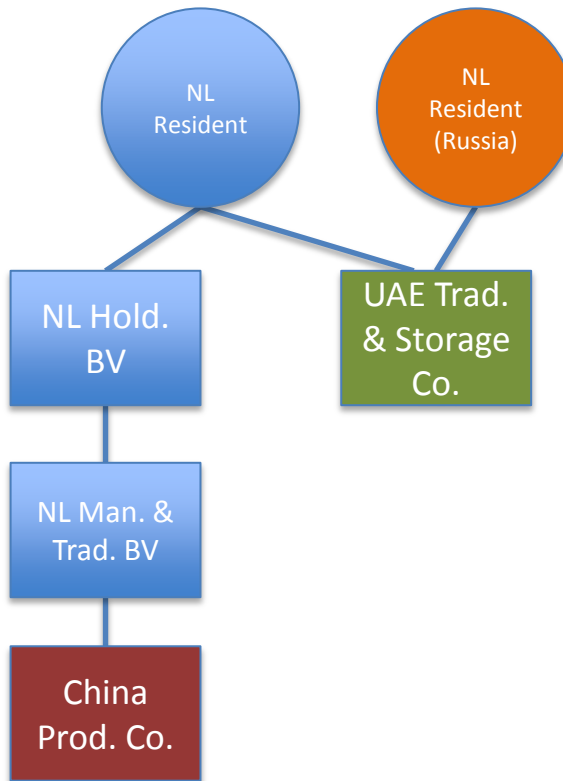 NL
Resident
NL
Resident
(Russia)
NL Hold.
BV
UAE Trad.
& Storage
Co.
NL Man. &
Trad. BV
China
Prod. Co.